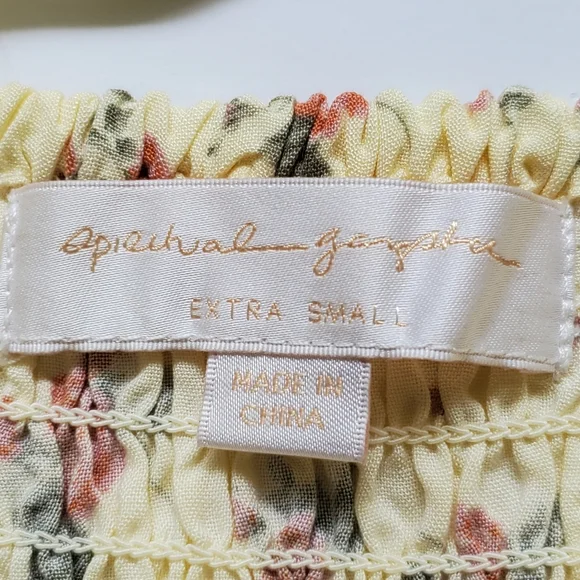 spiritual gangster
EXTRA SMALL
MADE IN
CHINA